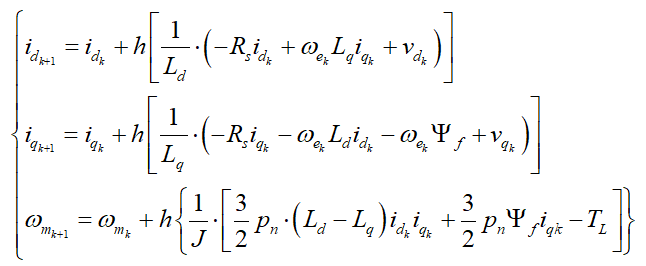 i_{d_{k+1}} = i_{d_k} + h[1/L_d · (−R_s i_{d_k} + ω_{e_k} L_q i_{q_k} + v_{d_k})]
i_{q_{k+1}} = i_{q_k} + h[1/L_q · (−R_s i_{q_k} − ω_{e_k} L_d i_{d_k} − ω_{e_k} Ψ_f + v_{q_k})]
ω_{m_{k+1}} = ω_{m_k} + h{1/J · [3/2 p_n · (L_d − L_q) i_{d_k} i_{q_k} + 3/2 p_n Ψ_f i_{qk} − T_L]}